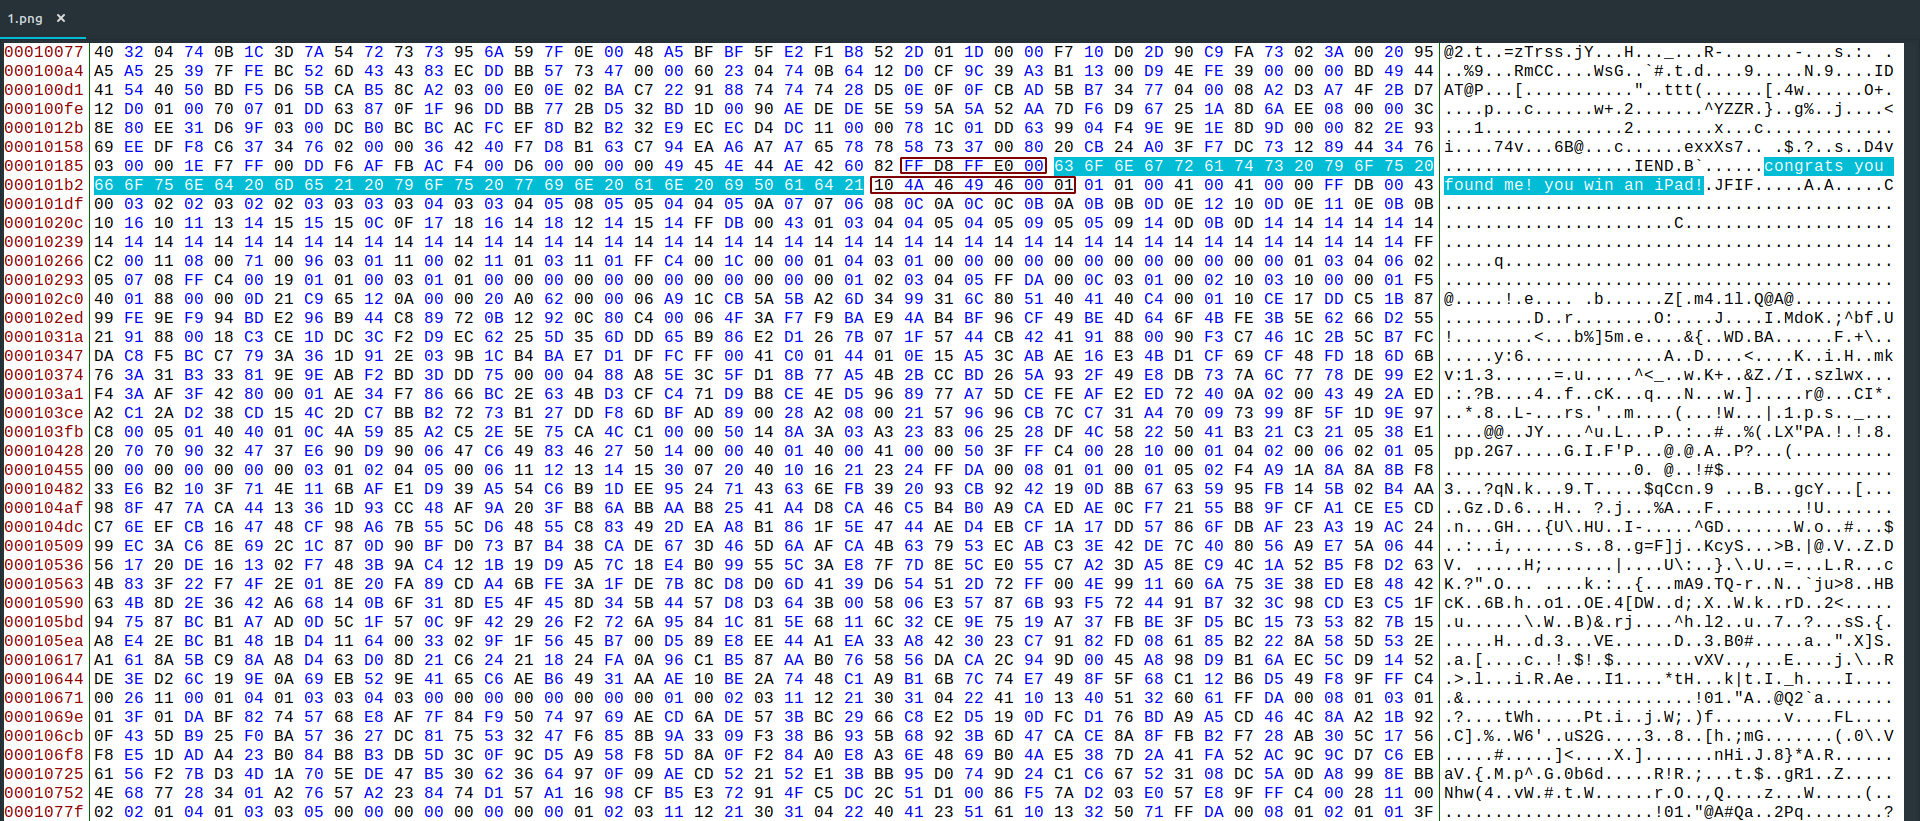 1.png ×
00010077 40 32 04 74 0B 1C 3D 7A 54 72 73 73 95 6A 59 7F 0E 00 48 A5 BF BF 5F E2 F1 B8 52 2D 01 1D 00 00 F7 10 D0 2D 90 C9 FA 73 02 3A 00 20 95 @2.t..=zTrss.jY...H..._...R-.......-...s.:. .
000100a4 A5 A5 25 39 7F FE BC 52 6D 43 43 83 EC DD BB 57 73 47 00 00 60 23 04 74 0B 64 12 D0 CF 9C 39 A3 B1 13 00 D9 4E FE 39 00 00 00 BD 49 44 ..%9...RmCC....WsG..`#.t.d....9.....N.9....ID
000100d1 41 54 40 50 BD F5 D6 5B CA B5 8C A2 03 00 E0 0E 02 BA C7 22 91 88 74 74 74 28 D5 0E 0F 0F CB AD 5B B7 34 77 04 00 08 A2 D3 A7 4F 2B D7 AT@P...[..........."..ttt(......[.4w......O+.
000100fe 12 D0 01 00 70 07 01 DD 63 87 0F 1F 96 DD BB 77 2B D5 32 BD 1D 00 90 AE DE DE 5E 59 5A 5A 52 AA 7D F6 D9 67 25 1A 8D 6A EE 08 00 00 3C ....p...c......w+.2.......^YZZR.}..g%..j....<
0001012b 8E 80 EE 31 D6 9F 03 00 DC B0 BC BC AC FC EF 8D B2 B2 32 E9 EC EC D4 DC 11 00 00 78 1C 01 DD 63 99 04 F4 9E 9E 1E 8D 9D 00 00 82 2E 93 ...1..............2........x...c.............
00010158 69 EE DF F8 C6 37 34 76 02 00 00 36 42 40 F7 D8 B1 63 C7 94 EA A6 A7 A7 65 78 78 58 73 37 00 80 20 CB 24 A0 3F F7 DC 73 12 89 44 34 76 i....74v...6B@...c......exxXs7.. .$.?..s..D4v
00010185 03 00 00 1E F7 FF 00 DD F6 AF FB AC F4 00 D6 00 00 00 00 49 45 4E 44 AE 42 60 82 FF D8 FF E0 00 63 6F 6E 67 72 61 74 73 20 79 6F 75 20 ...................IEND.B`......congrats you 
000101b2 66 6F 75 6E 64 20 6D 65 21 20 79 6F 75 20 77 69 6E 20 61 6E 20 69 50 61 64 21 10 4A 46 49 46 00 01 01 01 00 41 00 41 00 00 FF DB 00 43 found me! you win an iPad!.JFIF.....A.A.....C
000101df 00 03 02 02 03 02 02 03 03 03 03 04 03 03 04 05 08 05 05 04 04 05 0A 07 07 06 08 0C 0A 0C 0C 0B 0A 0B 0B 0D 0E 12 10 0D 0E 11 0E 0B 0B .............................................
0001020c 10 16 10 11 13 14 15 15 15 0C 0F 17 18 16 14 18 12 14 15 14 FF DB 00 43 01 03 04 04 05 04 05 09 05 05 09 14 0D 0B 0D 14 14 14 14 14 14 .......................C.....................
00010239 14 14 14 14 14 14 14 14 14 14 14 14 14 14 14 14 14 14 14 14 14 14 14 14 14 14 14 14 14 14 14 14 14 14 14 14 14 14 14 14 14 14 14 14 FF .............................................
00010266 C2 00 11 08 00 71 00 96 03 01 11 00 02 11 01 03 11 01 FF C4 00 1C 00 00 01 04 03 01 00 00 00 00 00 00 00 00 00 00 00 00 01 03 04 06 02 .....q.......................................
00010293 05 07 08 FF C4 00 19 01 01 00 03 01 01 00 00 00 00 00 00 00 00 00 00 00 00 01 02 03 04 05 FF DA 00 0C 03 01 00 02 10 03 10 00 00 01 F5 .............................................
000102c0 40 01 88 00 00 0D 21 C9 65 12 0A 00 00 20 A0 62 00 00 06 A9 1C CB 5A 5B A2 6D 34 99 31 6C 80 51 40 41 40 C4 00 01 10 CE 17 DD C5 1B 87 @.....!.e.... .b......Z[.m4.1l.Q@A@..........
000102ed 99 FE 9E F9 94 BD E2 96 B9 44 C8 89 72 0B 12 92 0C 80 C4 00 06 4F 3A F7 F9 BA E9 4A B4 BF 96 CF 49 BE 4D 64 6F 4B FE 3B 5E 62 66 D2 55 .........D..r........O:....J....I.MdoK.;^bf.U
0001031a 21 91 88 00 18 C3 CE 1D DC 3C F2 D9 EC 62 25 5D 35 6D DD 65 B9 86 E2 D1 26 7B 07 1F 57 44 CB 42 41 91 88 00 90 F3 C7 46 1C 2B 5C B7 FC !........<...b%]5m.e....&{..WD.BA......F.+\..
00010347 DA C8 F5 BC C7 79 3A 36 1D 91 2E 03 9B 1C B4 BA E7 D1 DF FC FF 00 41 C0 01 44 01 0E 15 A5 3C AB AE 16 E3 4B D1 CF 69 CF 48 FD 18 6D 6B .....y:6..............A..D....<....K..i.H..mk
00010374 76 3A 31 B3 33 81 9E 9E AB F2 BD 3D DD 75 00 00 04 88 A8 5E 3C 5F D1 8B 77 A5 4B 2B CC BD 26 5A 93 2F 49 E8 DB 73 7A 6C 77 78 DE 99 E2 v:1.3......=.u.....^<_..w.K+..&Z./I..szlwx...
000103a1 F4 3A AF 3F 42 80 00 01 AE 34 F7 86 66 BC 2E 63 4B D3 CF C4 71 D9 B8 CE 4E D5 96 89 77 A7 5D CE FE AF E2 ED 72 40 0A 02 00 43 49 2A ED .:.?B....4..f..cK...q...N...w.].....r@...CI*.
000103ce A2 C1 2A D2 38 CD 15 4C 2D C7 BB B2 72 73 B1 27 DD F8 6D BF AD 89 00 28 A2 08 00 21 57 96 96 CB 7C C7 31 A4 70 09 73 99 8F 5F 1D 9E 97 ..*.8..L-...rs.'..m....(...!W...|.1.p.s.._...
000103fb C8 00 05 01 40 40 01 0C 4A 59 85 A2 C5 2E 5E 75 CA 4C C1 00 00 50 14 8A 3A 03 A3 23 83 06 25 28 DF 4C 58 22 50 41 B3 21 C3 21 05 38 E1 ....@@..JY....^u.L...P..:..#..%(.LX"PA.!.!.8.
00010428 20 70 70 90 32 47 37 E6 90 D9 90 06 47 C6 49 83 46 27 50 14 00 00 40 01 40 00 41 00 00 50 3F FF C4 00 28 10 00 01 04 02 00 06 02 01 05  pp.2G7.....G.I.F'P...@.@.A..P?...(..........
00010455 00 00 00 00 00 00 00 03 01 02 04 05 00 06 11 12 13 14 15 30 07 20 40 10 16 21 23 24 FF DA 00 08 01 01 00 01 05 02 F4 A9 1A 8A 8A 8B F8 ...................0. @..!#$.................
00010482 33 E6 B2 10 3F 71 4E 11 6B AF E1 D9 39 A5 54 C6 B9 1D EE 95 24 71 43 63 6E FB 39 20 93 CB 92 42 19 0D 8B 67 63 59 95 FB 14 5B 02 B4 AA 3...?qN.k...9.T.....$qCcn.9 ...B...gcY...[...
000104af 98 8F 47 7A CA 44 13 36 1D 93 CC 48 AF 9A 20 3F B8 6A BB AA B8 25 41 A4 D8 CA 46 C5 B4 B0 A9 CA ED AE 0C F7 21 55 B8 9F CF A1 CE E5 CD ..Gz.D.6...H.. ?.j...%A...F..........!U......
000104dc C7 6E EF CB 16 47 48 CF 98 A6 7B 55 5C D6 48 55 C8 83 49 2D EA A8 B1 86 1F 5E 47 44 AE D4 EB CF 1A 17 DD 57 86 6F DB AF 23 A3 19 AC 24 .n...GH...{U\.HU..I-.....^GD.......W.o..#...$
00010509 99 EC 3A C6 8E 69 2C 1C 87 0D 90 BF D0 73 B7 B4 38 CA DE 67 3D 46 5D 6A AF CA 4B 63 79 53 EC AB C3 3E 42 DE 7C 40 80 56 A9 E7 5A 06 44 ..:..i,......s..8..g=F]j..KcyS...>B.|@.V..Z.D
00010536 56 17 20 DE 16 13 02 F7 48 3B 9A C4 12 1B 19 D9 A5 7C 18 E4 B0 99 55 5C 3A E8 7F 7D 8E 5C E0 55 C7 A2 3D A5 8E C9 4C 1A 52 B5 F8 D2 63 V. .....H;.......|....U\:..}.\.U..=...L.R...c
00010563 4B 83 3F 22 F7 4F 2E 01 8E 20 FA 89 CD A4 6B FE 3A 1F DE 7B 8C D8 D0 6D 41 39 D6 54 51 2D 72 FF 00 4E 99 11 60 6A 75 3E 38 ED E8 48 42 K.?".O... ....k.:..{...mA9.TQ-r..N..`ju>8..HB
00010590 63 4B 8D 2E 36 42 A6 68 14 0B 6F 31 8D E5 4F 45 8D 34 5B 44 57 D8 D3 64 3B 00 58 06 E3 57 87 6B 93 F5 72 44 91 B7 32 3C 98 CD E3 C5 1F cK..6B.h..o1..OE.4[DW..d;.X..W.k..rD..2<.....
000105bd 94 75 87 BC B1 A7 AD 0D 5C 1F 57 0C 9F 42 29 26 F2 72 6A 95 84 1C 81 5E 68 11 6C 32 CE 9E 75 19 A7 37 FB BE 3F D5 BC 15 73 53 82 7B 15 .u......\.W..B)&.rj....^h.l2..u..7..?...sS.{.
000105ea A8 E4 2E BC B1 48 1B D4 11 64 00 33 02 9F 1F 56 45 B7 00 D5 89 E8 EE 44 A1 EA 33 A8 42 30 23 C7 91 82 FD 08 61 85 B2 22 8A 58 5D 53 2E .....H...d.3...VE......D..3.B0#.....a..".X]S.
00010617 A1 61 8A 5B C9 8A A8 D4 63 D0 8D 21 C6 24 21 18 24 FA 0A 96 C1 B5 87 AA B0 76 58 56 DA CA 2C 94 9D 00 45 A8 98 D9 B1 6A EC 5C D9 14 52 .a.[....c..!.$!.$........vXV..,...E....j.\..R
00010644 DE 3E D2 6C 19 9E 0A 69 EB 52 9E 41 65 C6 AE B6 49 31 AA AE 10 BE 2A 74 48 C1 A9 B1 6B 7C 74 E7 49 8F 5F 68 C1 12 B6 D5 49 F8 9F FF C4 .>.l...i.R.Ae...I1....*tH...k|t.I._h....I....
00010671 00 26 11 00 01 04 01 03 03 04 03 00 00 00 00 00 00 00 00 01 00 02 03 11 12 21 30 31 04 22 41 10 13 40 51 32 60 61 FF DA 00 08 01 03 01 .&.......................!01."A..@Q2`a.......
0001069e 01 3F 01 DA BF 82 74 57 68 E8 AF 7F 84 F9 50 74 97 69 AE CD 6A DE 57 3B BC 29 66 C8 E2 D5 19 0D FC D1 76 BD A9 A5 CD 46 4C 8A A2 1B 92 .?....tWh.....Pt.i..j.W;.)f.......v....FL....
000106cb 0F 43 5D B9 25 F0 BA 57 36 27 DC 81 75 53 32 47 F6 85 8B 9A 33 09 F3 38 B6 93 5B 68 92 3B 6D 47 CA CE 8A 8F FB B2 F7 28 AB 30 5C 17 56 .C].%..W6'..uS2G....3..8..[h.;mG.......(.0\.V
000106f8 F8 E5 1D AD A4 23 B0 84 B8 B3 DB 5D 3C 0F 9C D5 A9 58 F8 5D 8A 0F F2 84 A0 E8 A3 6E 48 69 B0 4A E5 38 7D 2A 41 FA 52 AC 9C 9C D7 C6 EB .....#.....]<....X.].......nHi.J.8}*A.R......
00010725 61 56 F2 7B D3 4D 1A 70 5E DE 47 B5 30 62 36 64 97 0F 09 AE CD 52 21 52 E1 3B BB 95 D0 74 9D 24 C1 C6 67 52 31 08 DC 5A 0D A8 99 8E BB aV.{.M.p^.G.0b6d.....R!R.;...t.$..gR1..Z.....
00010752 4E 68 77 28 34 01 A2 76 57 A2 23 84 74 D1 57 A1 16 98 CF B5 E3 72 91 4F C5 DC 2C 51 D1 00 86 F5 7A D2 03 E0 57 E8 9F FF C4 00 28 11 00 Nhw(4..vW.#.t.W......r.O..,Q....z...W.....(..
0001077f 02 02 01 04 01 03 03 05 00 00 00 00 00 00 00 01 02 03 11 12 21 30 31 04 22 40 41 23 51 61 10 13 32 50 71 FF DA 00 08 01 02 01 01 3F ....................!01."@A#Qa..2Pq.........?